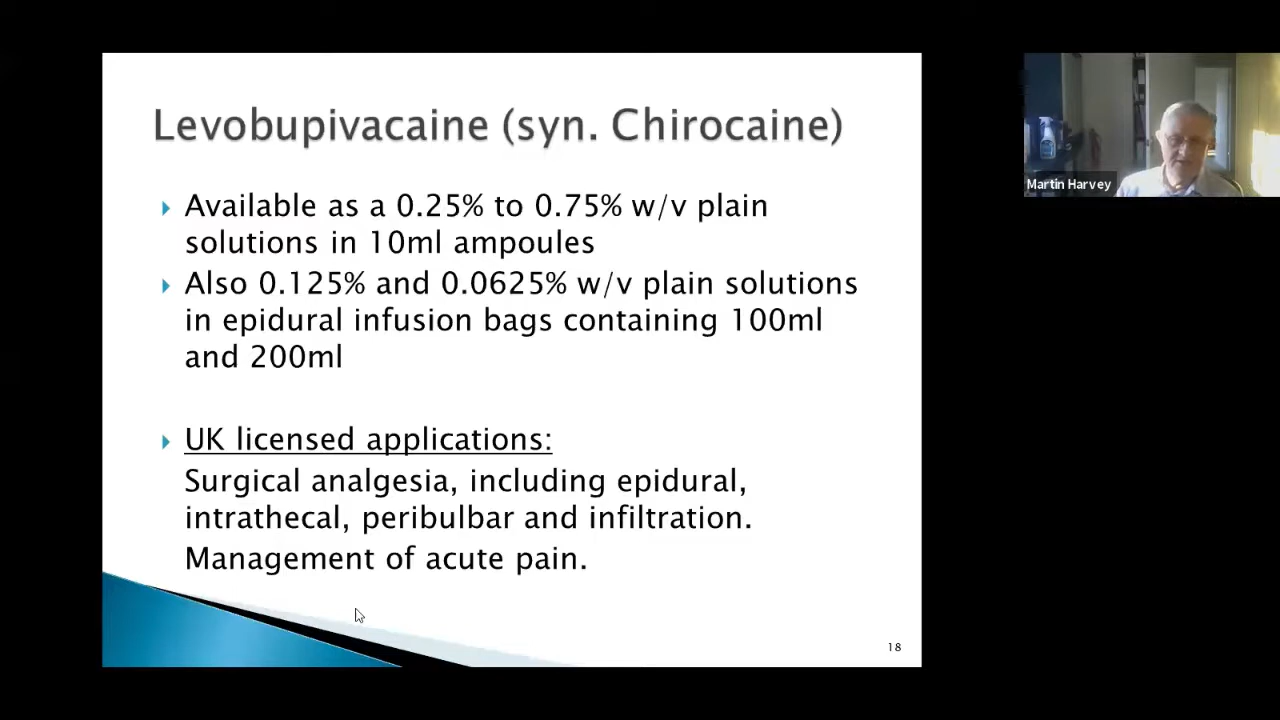 Levobupivacaine (syn. Chirocaine)
Available as a 0.25% to 0.75% w/v plain
solutions in 10ml ampoules
Also 0.125% and 0.0625% w/v plain solutions
in epidural infusion bags containing 100ml
and 200ml
UK licensed applications:
Surgical analgesia, including epidural,
intrathecal, peribulbar and infiltration.
Management of acute pain.
18
Martin Harvey